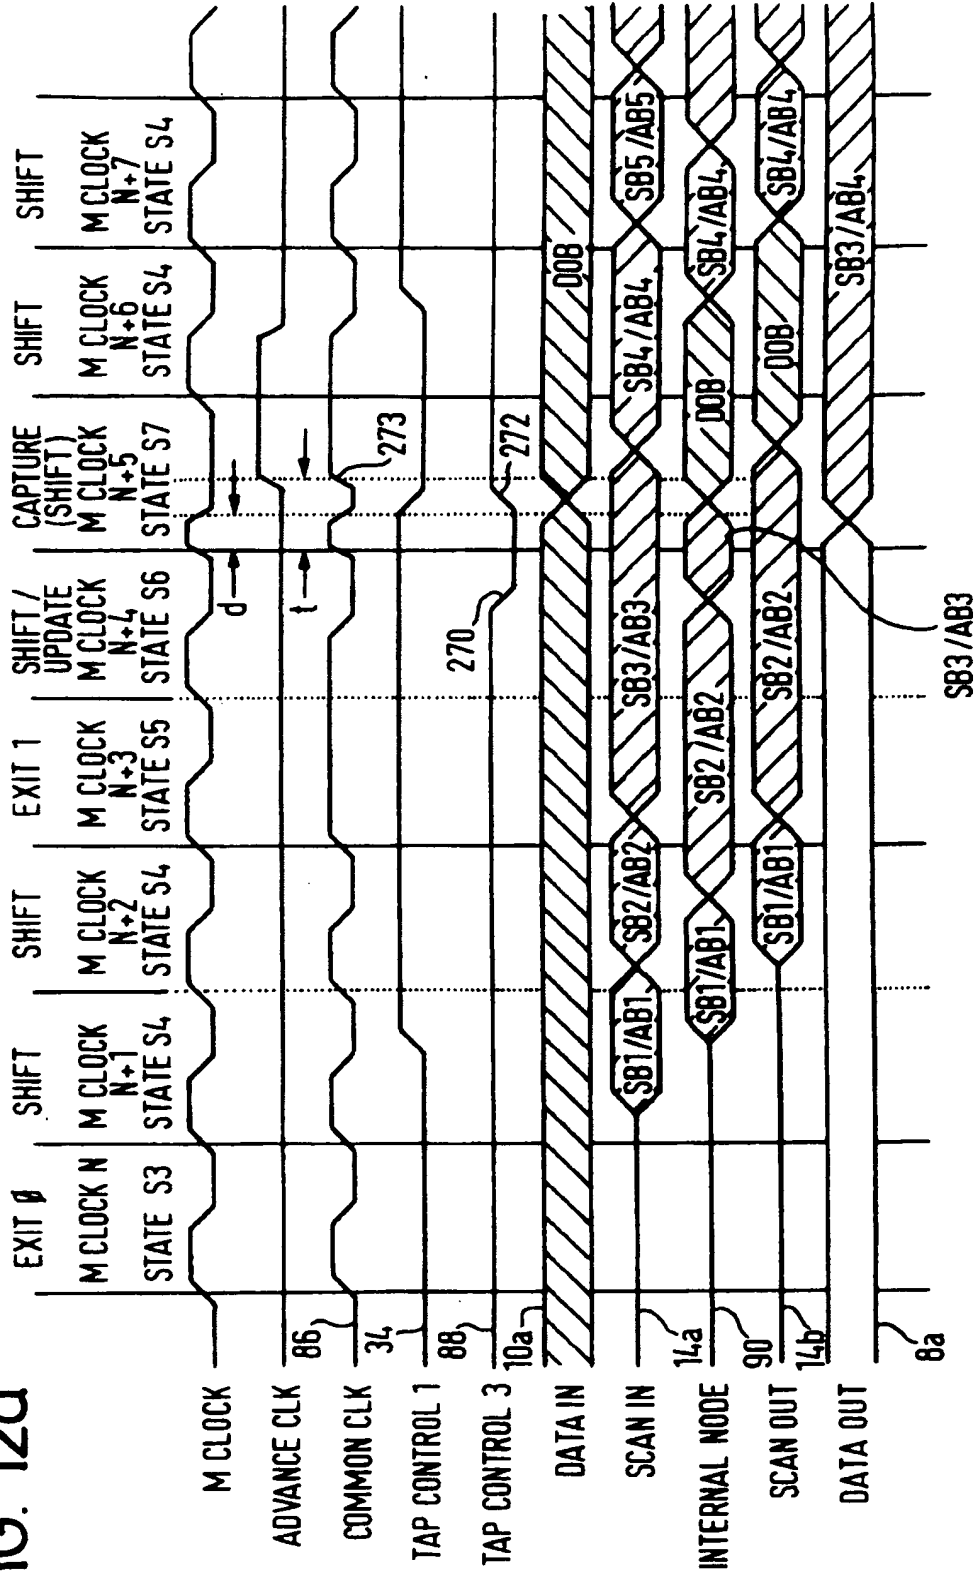 FIG. 12a
EXIT Ø
M CLOCK N
STATE S3
SHIFT
M CLOCK
N+1
STATE S4
SHIFT
M CLOCK
N+2
STATE S4
EXIT 1
M CLOCK
N+3
STATE S5
SHIFT /
UPDATE
M CLOCK
N+4
STATE S6
CAPTURE
(SHIFT)
M CLOCK
N+5
STATE S7
SHIFT
M CLOCK
N+6
STATE S4
SHIFT
M CLOCK
N+7
STATE S4
M CLOCK
d
ADVANCE CLK
86
t
COMMON CLK
34
273
TAP CONTROL 1
88
270
272
TAP CONTROL 3
10a
DATA IN
DOB
SCAN IN
14a
SB1/AB1
SB2/AB2
SB3/AB3
SB4/AB4
SB5/AB5
INTERNAL NODE
90
SB1/AB1
SB2/AB2
DOB
SB4/AB4
SCAN OUT
14b
SB1/AB1
SB2/AB2
DOB
SB4/AB4
DATA OUT
8a
SB3/AB4
SB3/AB3